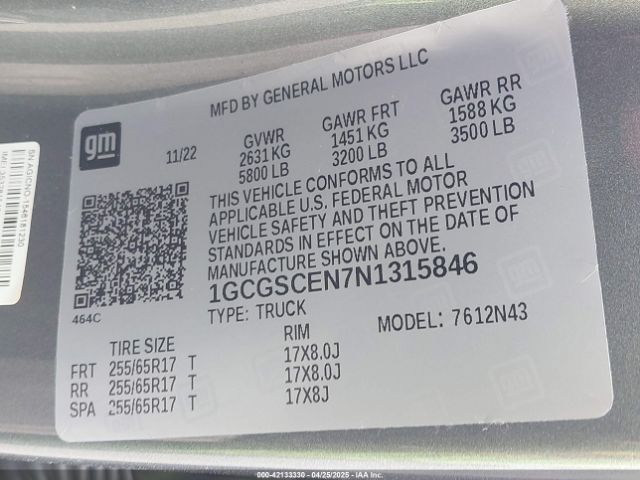 MFD BY GENERAL MOTORS LLC
gm
11/22
GVWR
2631 KG
5800 LB
GAWR FRT
1451 KG
3200 LB
GAWR RR
1588 KG
3500 LB
THIS VEHICLE CONFORMS TO ALL
APPLICABLE U.S. FEDERAL MOTOR
VEHICLE SAFETY AND THEFT PREVENTION
STANDARDS IN EFFECT ON THE DATE OF
MANUFACTURE SHOWN ABOVE.
1GCGSCEN7N1315846
464C
TYPE: TRUCK
MODEL: 7612N43
TIRE SIZE RIM
FRT 255/65R17 T 17X8.0J
RR 255/65R17 T 17X8.0J
SPA 255/65R17 T 17X8J
000-42133330 - 04/25/2025 - IAAI.COM